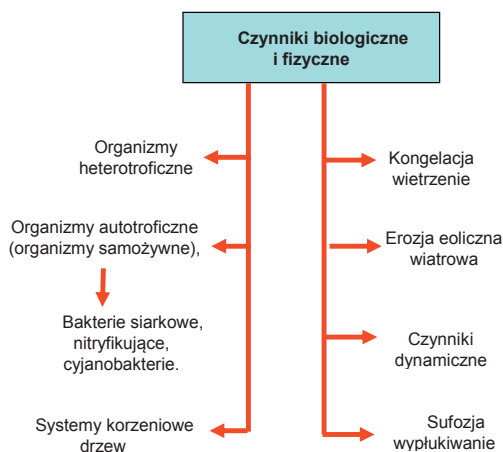 Czynniki biologiczne
i fizyczne
Organizmy
heterotroficzne
Organizmy autotroficzne
(organizmy samożywne),
Bakterie siarkowe,
nitryfikujące,
cyjanobakterie.
Systemy korzeniowe
drzew
Kongelacja
wietrzenie
Erozja eoliczna
wiatrowa
Czynniki
dynamiczne
Sufozja
wypłukiwanie